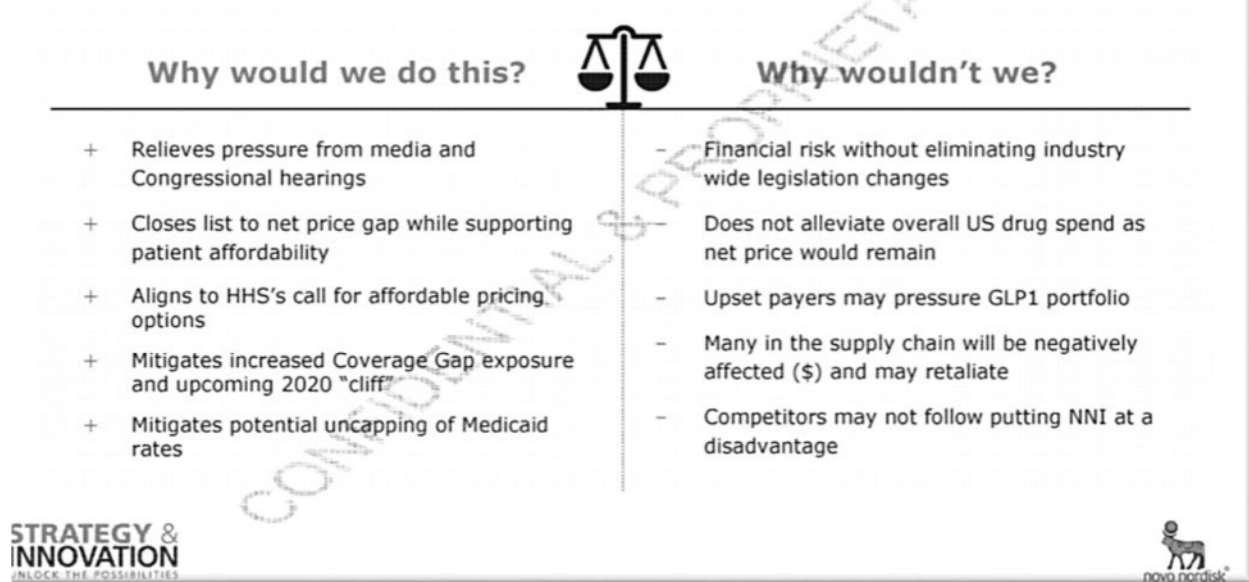 Why would we do this?
+ Relieves pressure from media and
Congressional hearings
+ Closes list to net price gap while supporting
patient affordability
+ Aligns to HHS's call for affordable pricing
options
+ Mitigates increased Coverage Gap exposure
and upcoming 2020 "cliff"
+ Mitigates potential uncapping of Medicaid
rates
Why wouldn't we?
– Financial risk without eliminating industry
wide legislation changes
– Does not alleviate overall US drug spend as
net price would remain
– Upset payers may pressure GLP1 portfolio
– Many in the supply chain will be negatively
affected ($) and may retaliate
– Competitors may not follow putting NNI at a
disadvantage
CONFIDENTIAL & PROPRIETA
STRATEGY &
INNOVATION
UNLOCK THE POSSIBILITIES
novo nordisk®